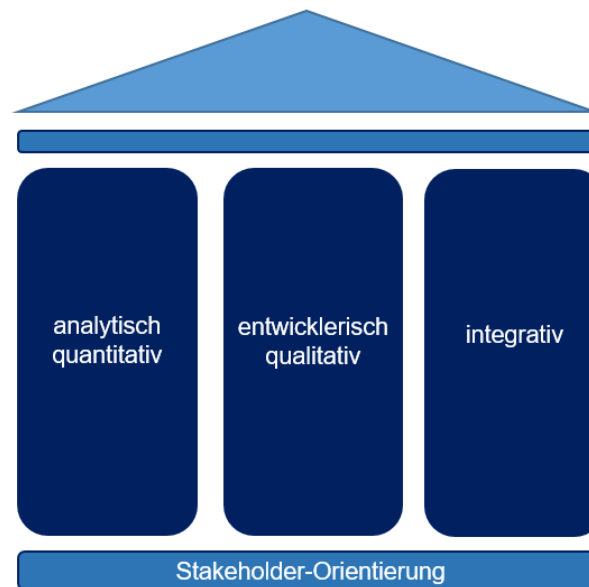 analytisch
quantitativ
entwicklerisch
qualitativ
integrativ
Stakeholder-Orientierung